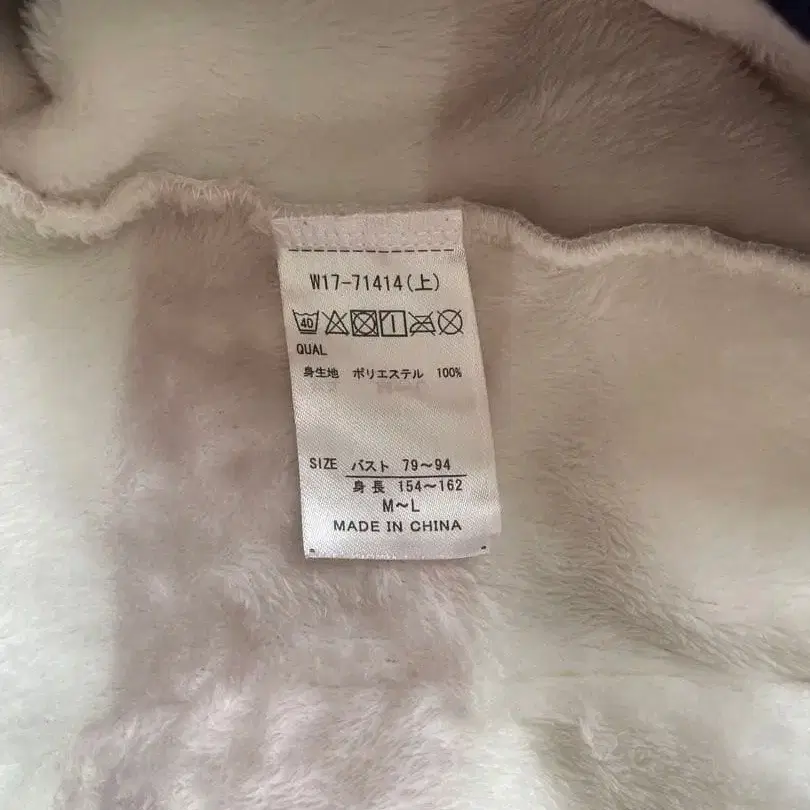 W17-71414(上)
40
QUAL
身生地 ポリエステル 100%
SIZE バスト 79~94
身長 154~162
M~L
MADE IN CHINA